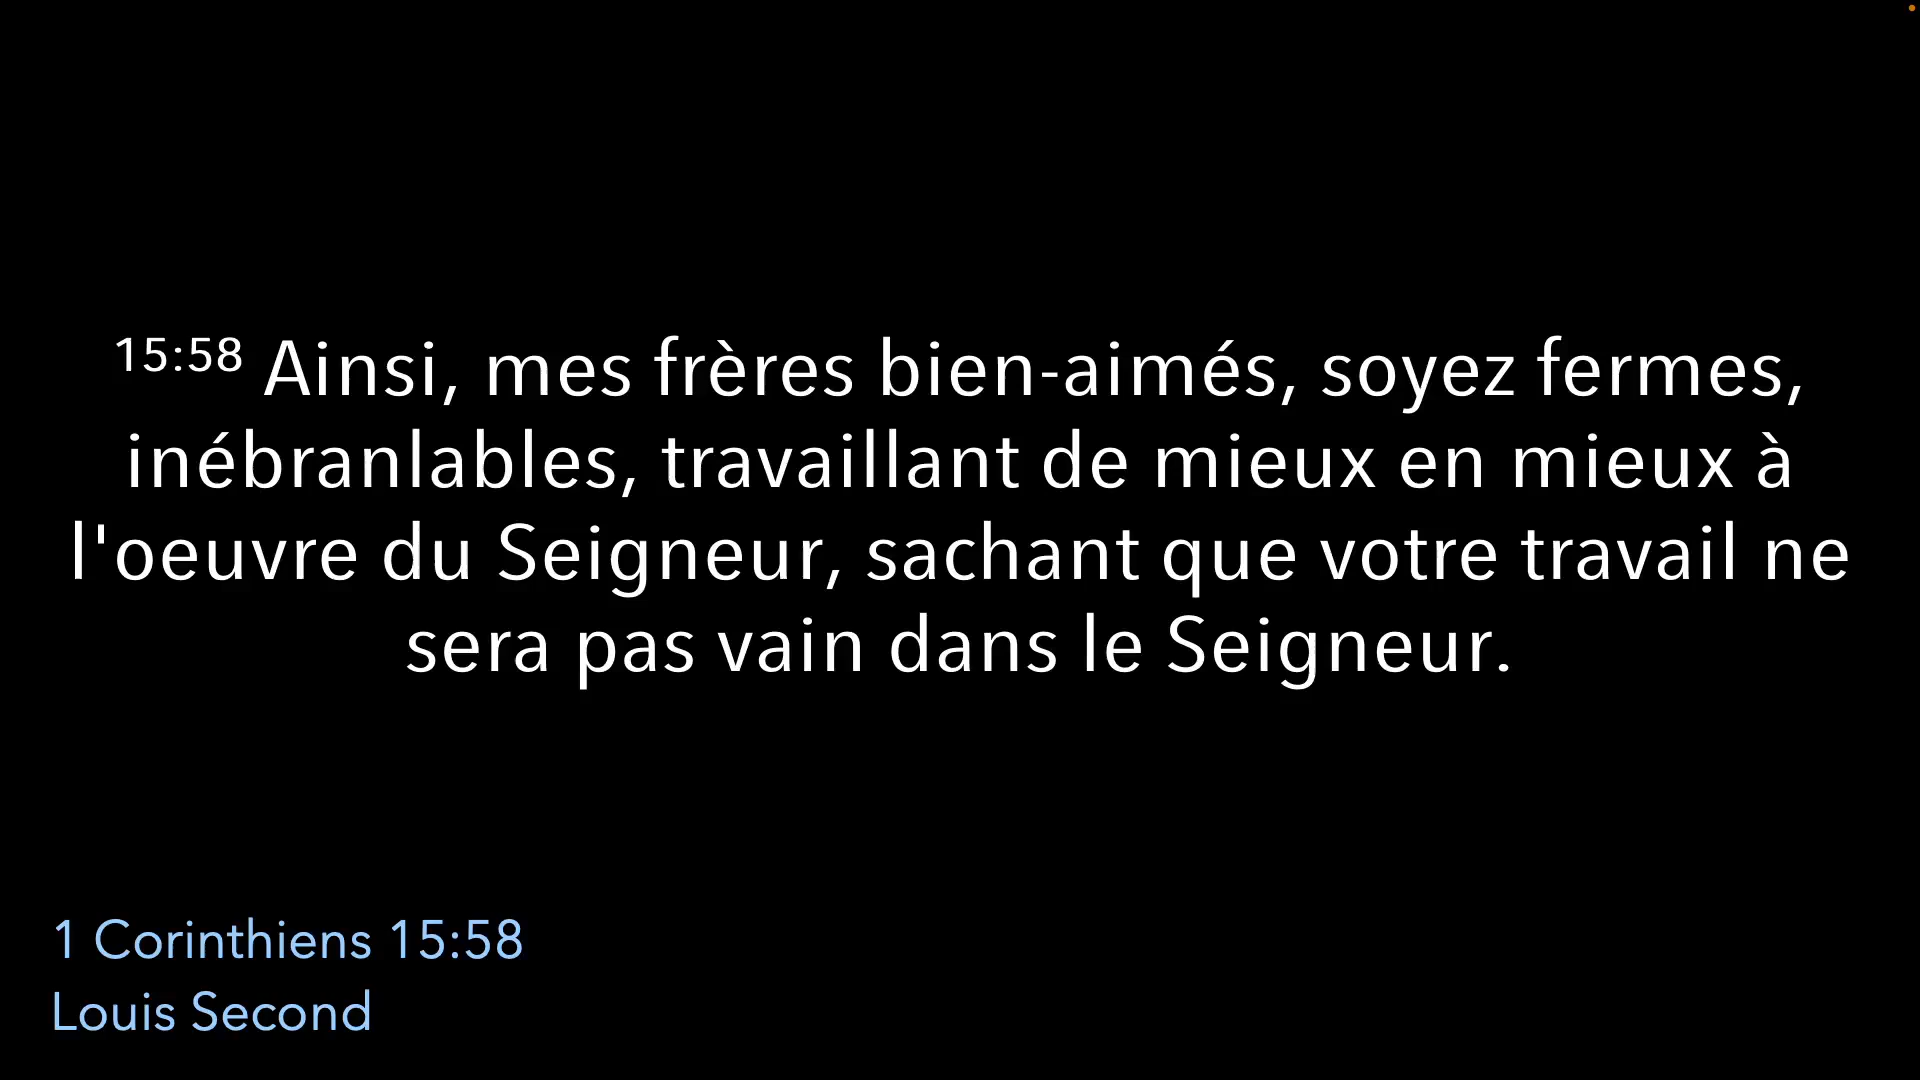 15:58 Ainsi, mes frères bien-aimés, soyez fermes,
inébranlables, travaillant de mieux en mieux à
l'oeuvre du Seigneur, sachant que votre travail ne
sera pas vain dans le Seigneur.
1 Corinthiens 15:58
Louis Second